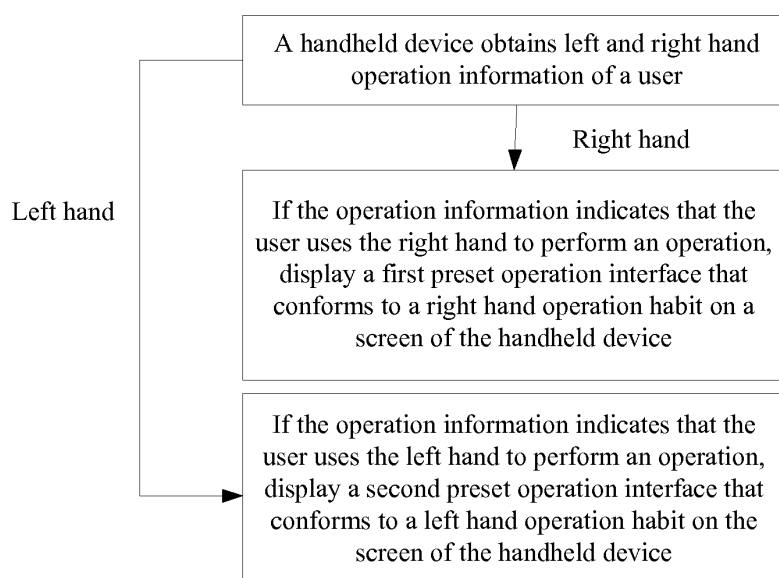 A handheld device obtains left and right hand
operation information of a user
Right hand
Left hand
If the operation information indicates that the
user uses the right hand to perform an operation,
display a first preset operation interface that
conforms to a right hand operation habit on a
screen of the handheld device
If the operation information indicates that the
user uses the left hand to perform an operation,
display a second preset operation interface that
conforms to a left hand operation habit on the
screen of the handheld device